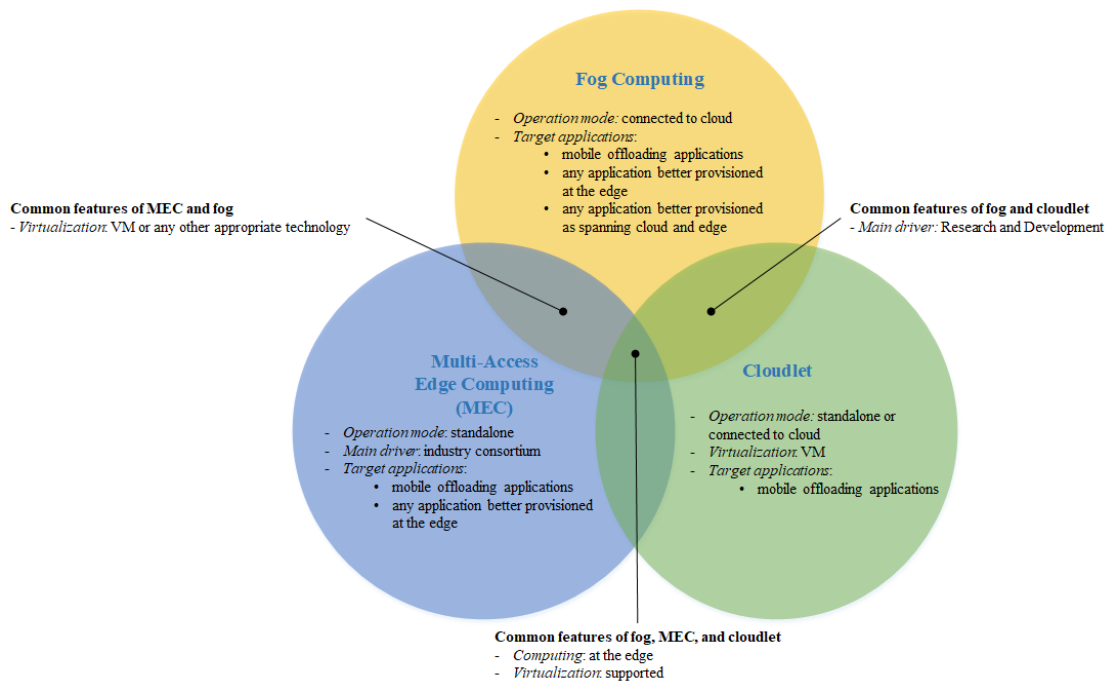 Fog Computing
- Operation mode: connected to cloud
- Target applications:
• mobile offloading applications
• any application better provisioned
at the edge
• any application better provisioned
as spanning cloud and edge
Common features of MEC and fog
- Virtualization: VM or any other appropriate technology
Common features of fog and cloudlet
- Main driver: Research and Development
Multi-Access
Edge Computing
(MEC)
- Operation mode: standalone
- Main driver: industry consortium
- Target applications:
• mobile offloading applications
• any application better provisioned
at the edge
Cloudlet
- Operation mode: standalone or
connected to cloud
- Virtualization: VM
- Target applications:
• mobile offloading applications
Common features of fog, MEC, and cloudlet
- Computing: at the edge
- Virtualization: supported